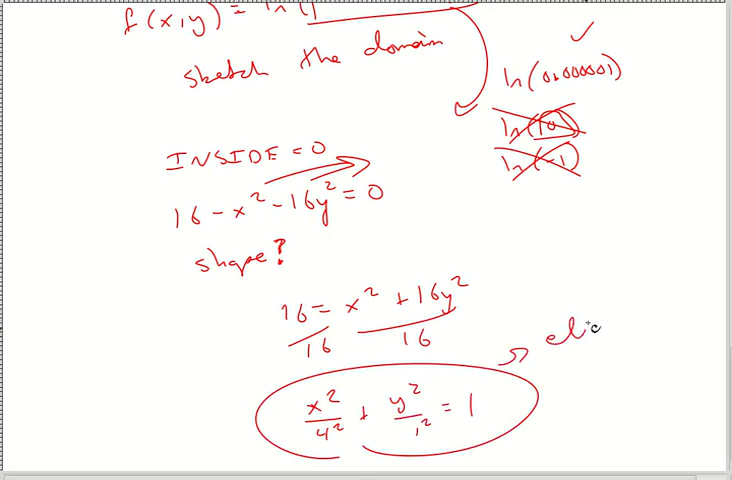 f(x,y) = ln(
sketch the domain
ln(0.000001)
ln(0)
ln(-1)
INSIDE = 0
16 - x² - 16y² = 0
shape?
16 = x² + 16y²
16 16
elic
x²/4² + y²/1² = 1